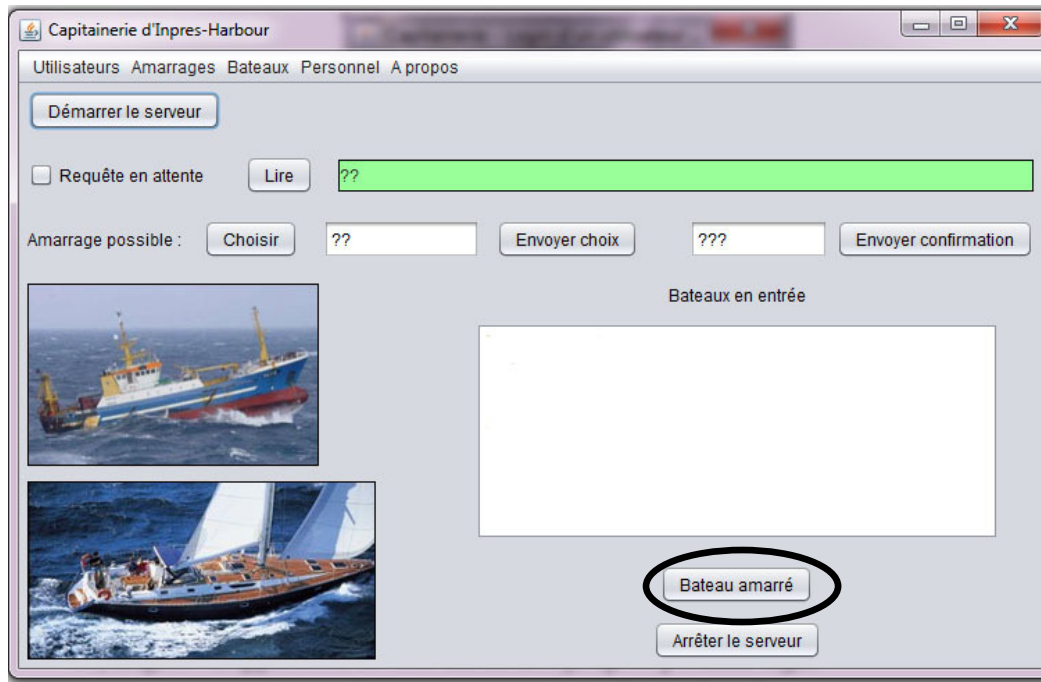 Capitainerie d'Inpres-Harbour
Utilisateurs Amarrages Bateaux Personnel A propos
Démarrer le serveur
Requête en attente Lire ??
Amarrage possible : Choisir ?? Envoyer choix ??? Envoyer confirmation
Bateaux en entrée
Bateau amarré
Arrêter le serveur